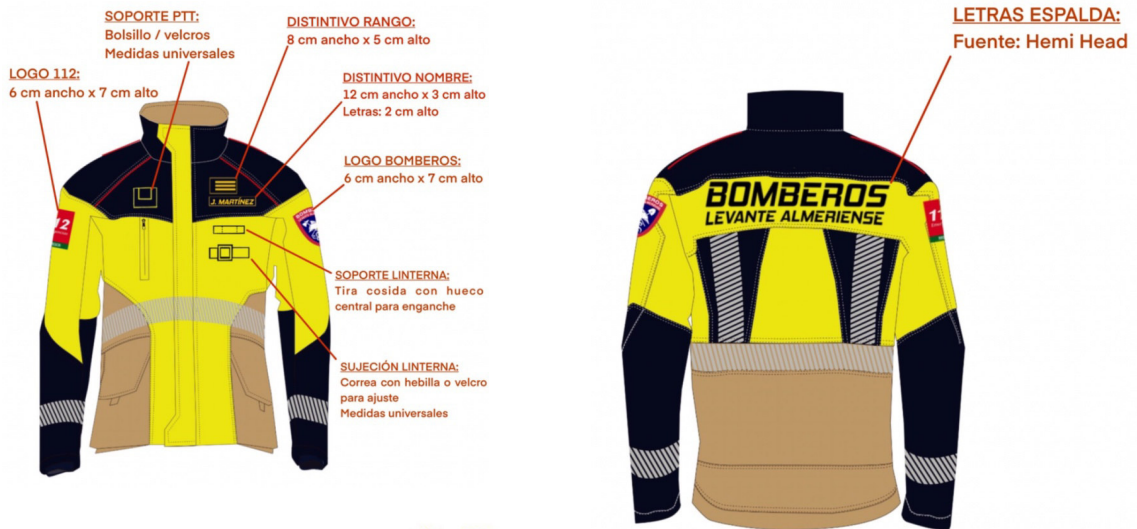 SOPORTE PTT:
Bolsillo / velcros
Medidas universales
DISTINTIVO RANGO:
8 cm ancho x 5 cm alto
LOGO 112:
6 cm ancho x 7 cm alto
DISTINTIVO NOMBRE:
12 cm ancho x 3 cm alto
Letras: 2 cm alto
LOGO BOMBEROS:
6 cm ancho x 7 cm alto
J. MARTÍNEZ
12
SOPORTE LINTERNA:
Tira cosida con hueco
central para enganche
SUJECIÓN LINTERNA:
Correa con hebilla o velcro
para ajuste
Medidas universales
LETRAS ESPALDA:
Fuente: Hemi Head
BOMBEROS
LEVANTE ALMERIENSE
11